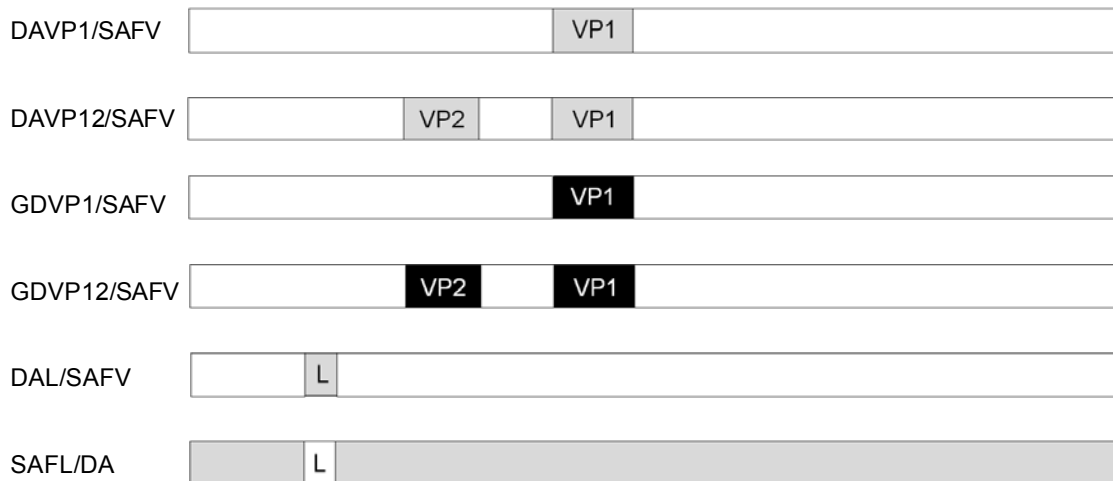 DAVP1/SAFV VP1
DAVP12/SAFV VP2 VP1
GDVP1/SAFV VP1
GDVP12/SAFV VP2 VP1
DAL/SAFV L
SAFL/DA L